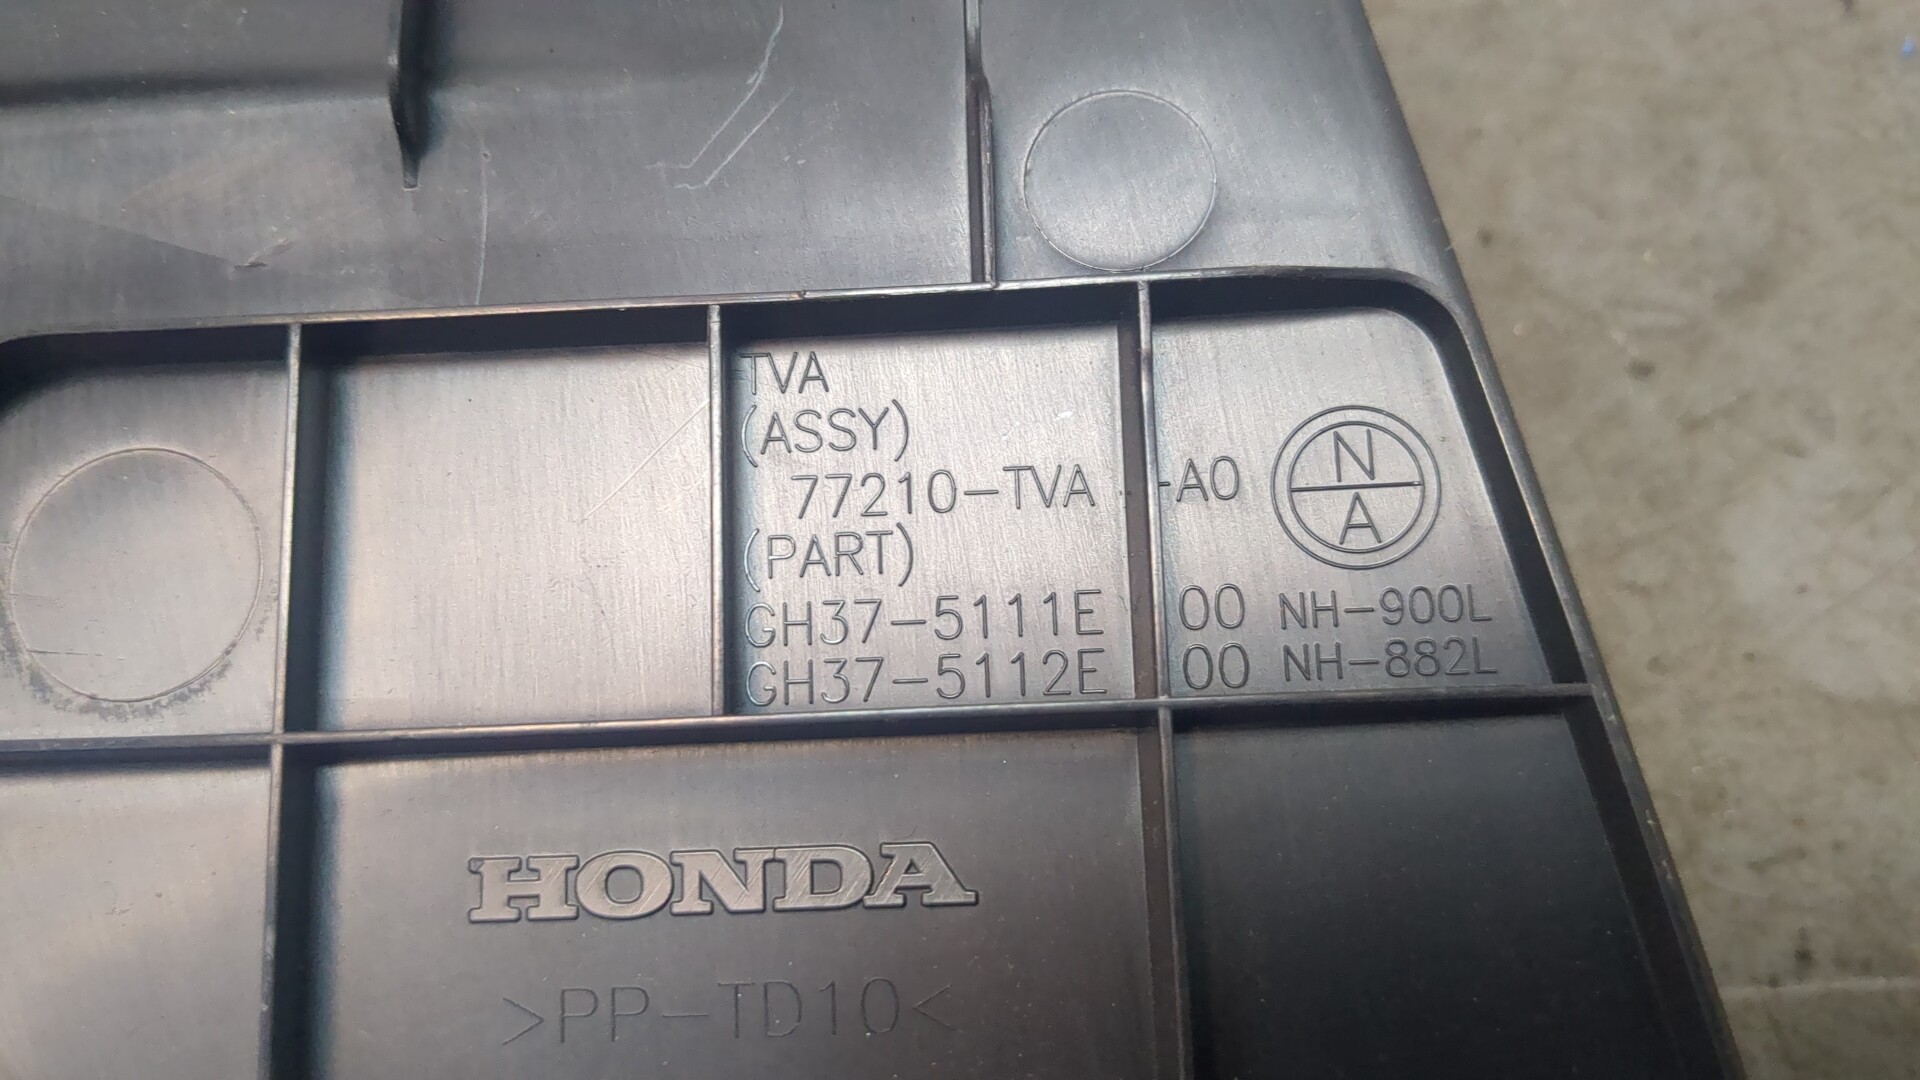 TVA
(ASSY)
77210-TVA -A0
N
A
(PART)
GH37-5111E 00 NH-900L
GH37-5112E 00 NH-882L
HONDA
>PP-TD10<